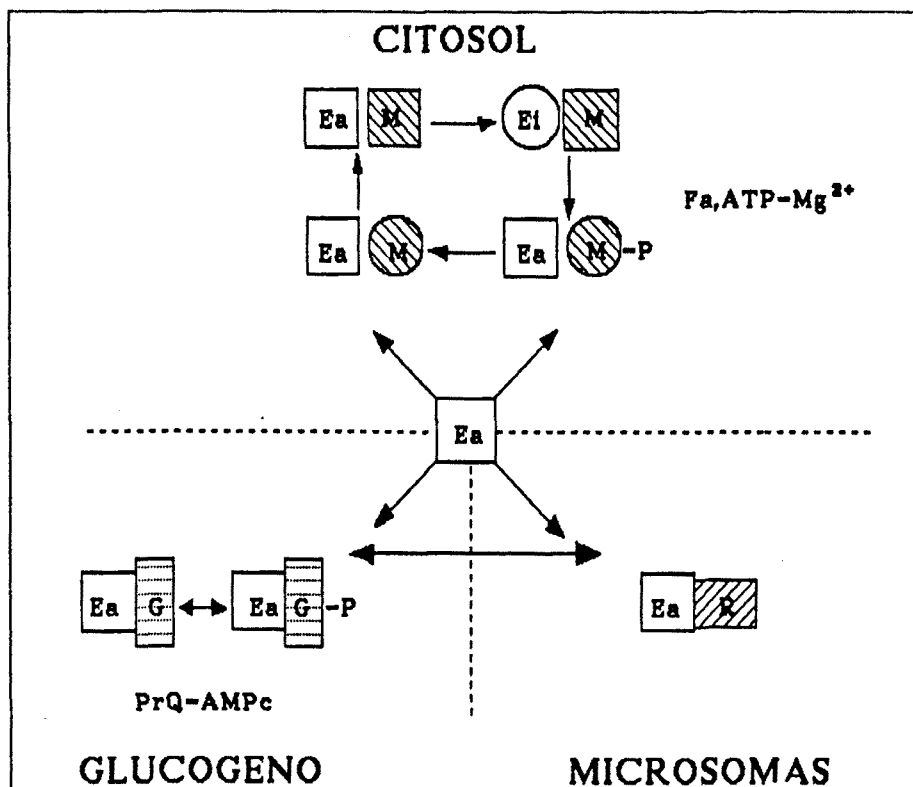 CITOSOL
Ea M Ei M
Fa,ATP-Mg²⁺
Ea M Ea M -P
Ea
Ea G Ea G -P Ea R
PrQ-AMPc
GLUCOGENO MICROSOMAS